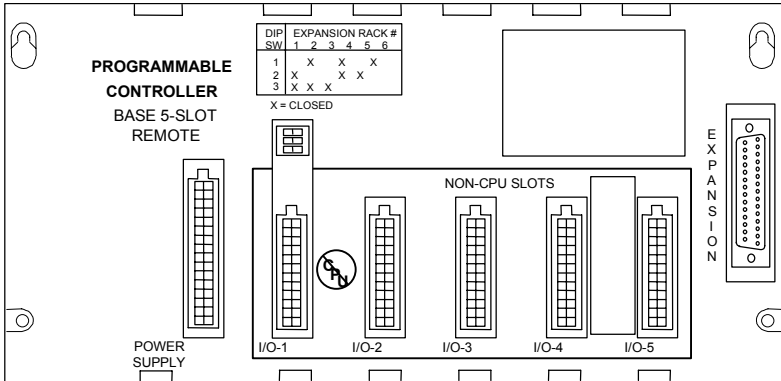 DIP EXPANSION RACK #
SW 1 2 3 4 5 6
1 X X X
2 X X X
3 X X X
X = CLOSED
PROGRAMMABLE
CONTROLLER
BASE 5-SLOT
REMOTE
EXPANSION
NON-CPU SLOTS
CPU
I/O-1 I/O-2 I/O-3 I/O-4 I/O-5
POWER
SUPPLY